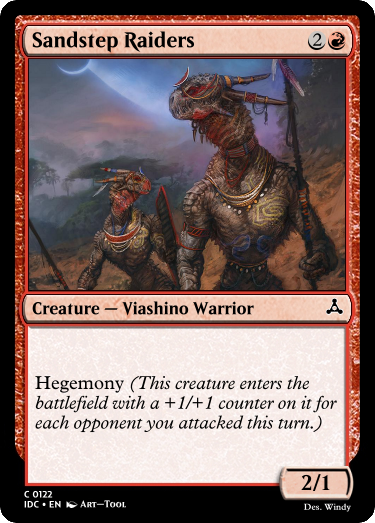 Sandstep Raiders 2
Creature — Viashino Warrior
Hegemony (This creature enters the
battlefield with a +1/+1 counter on it for
each opponent you attacked this turn.)
2/1
C 0122
IDC • EN Art—Tool
Des. Windy